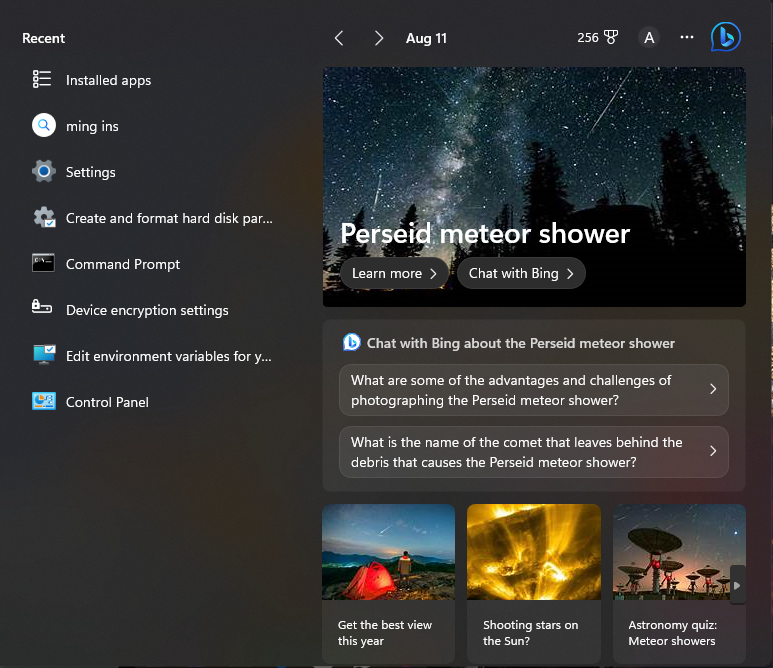 Recent
Installed apps
ming ins
Settings
Create and format hard disk par...
Command Prompt
Device encryption settings
Edit environment variables for y...
Control Panel
Aug 11
256
A
Perseid meteor shower
Learn more
Chat with Bing
Chat with Bing about the Perseid meteor shower
What are some of the advantages and challenges of
photographing the Perseid meteor shower?
What is the name of the comet that leaves behind the
debris that causes the Perseid meteor shower?
Get the best view
this year
Shooting stars on
the Sun?
Astronomy quiz:
Meteor showers